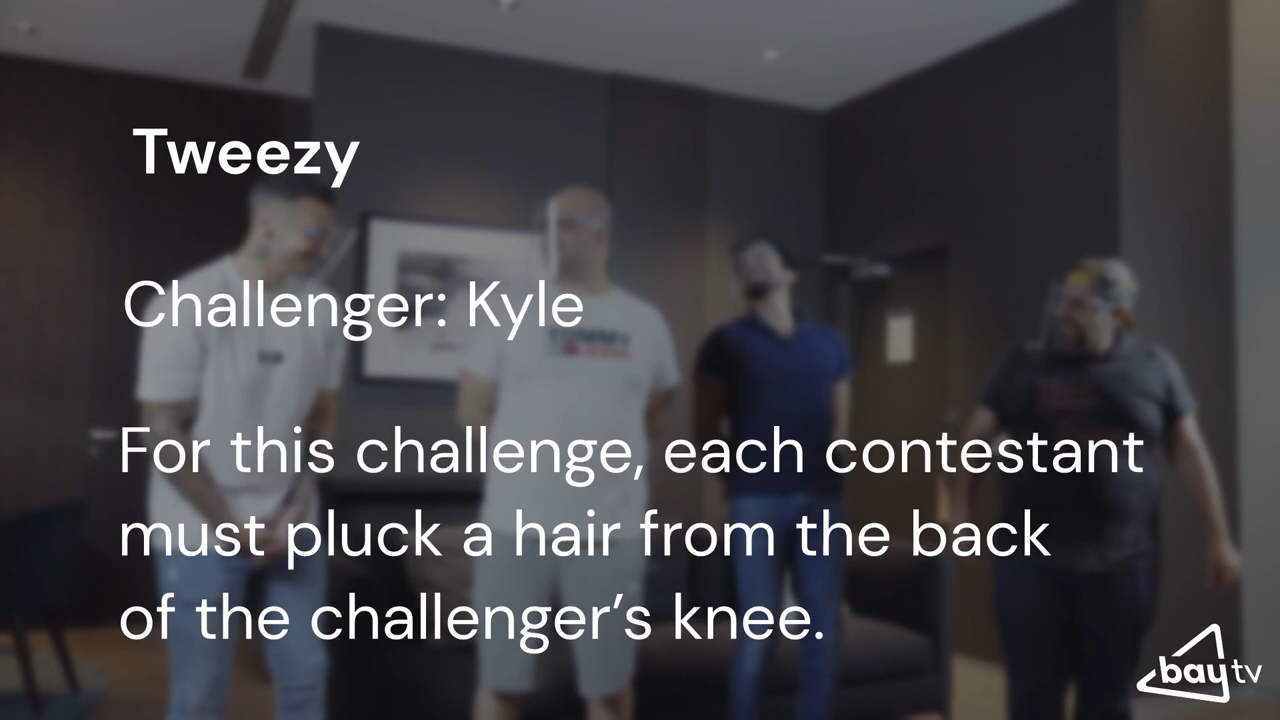 Tweezy
Challenger: Kyle
For this challenge, each contestant
must pluck a hair from the back
of the challenger’s knee.
bay tv